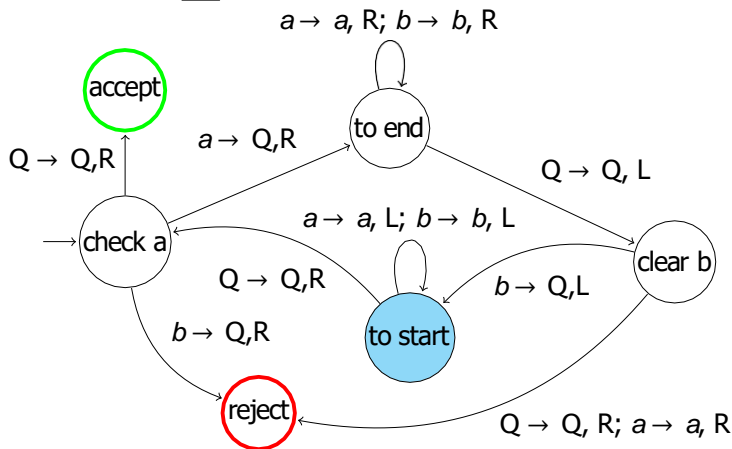 a → a, R; b → b, R
accept
to end
a → Q,R
Q → Q,R
Q → Q, L
a → a, L; b → b, L
check a
clear b
Q → Q,R
b → Q,L
to start
b → Q,R
reject
Q → Q, R; a → a, R